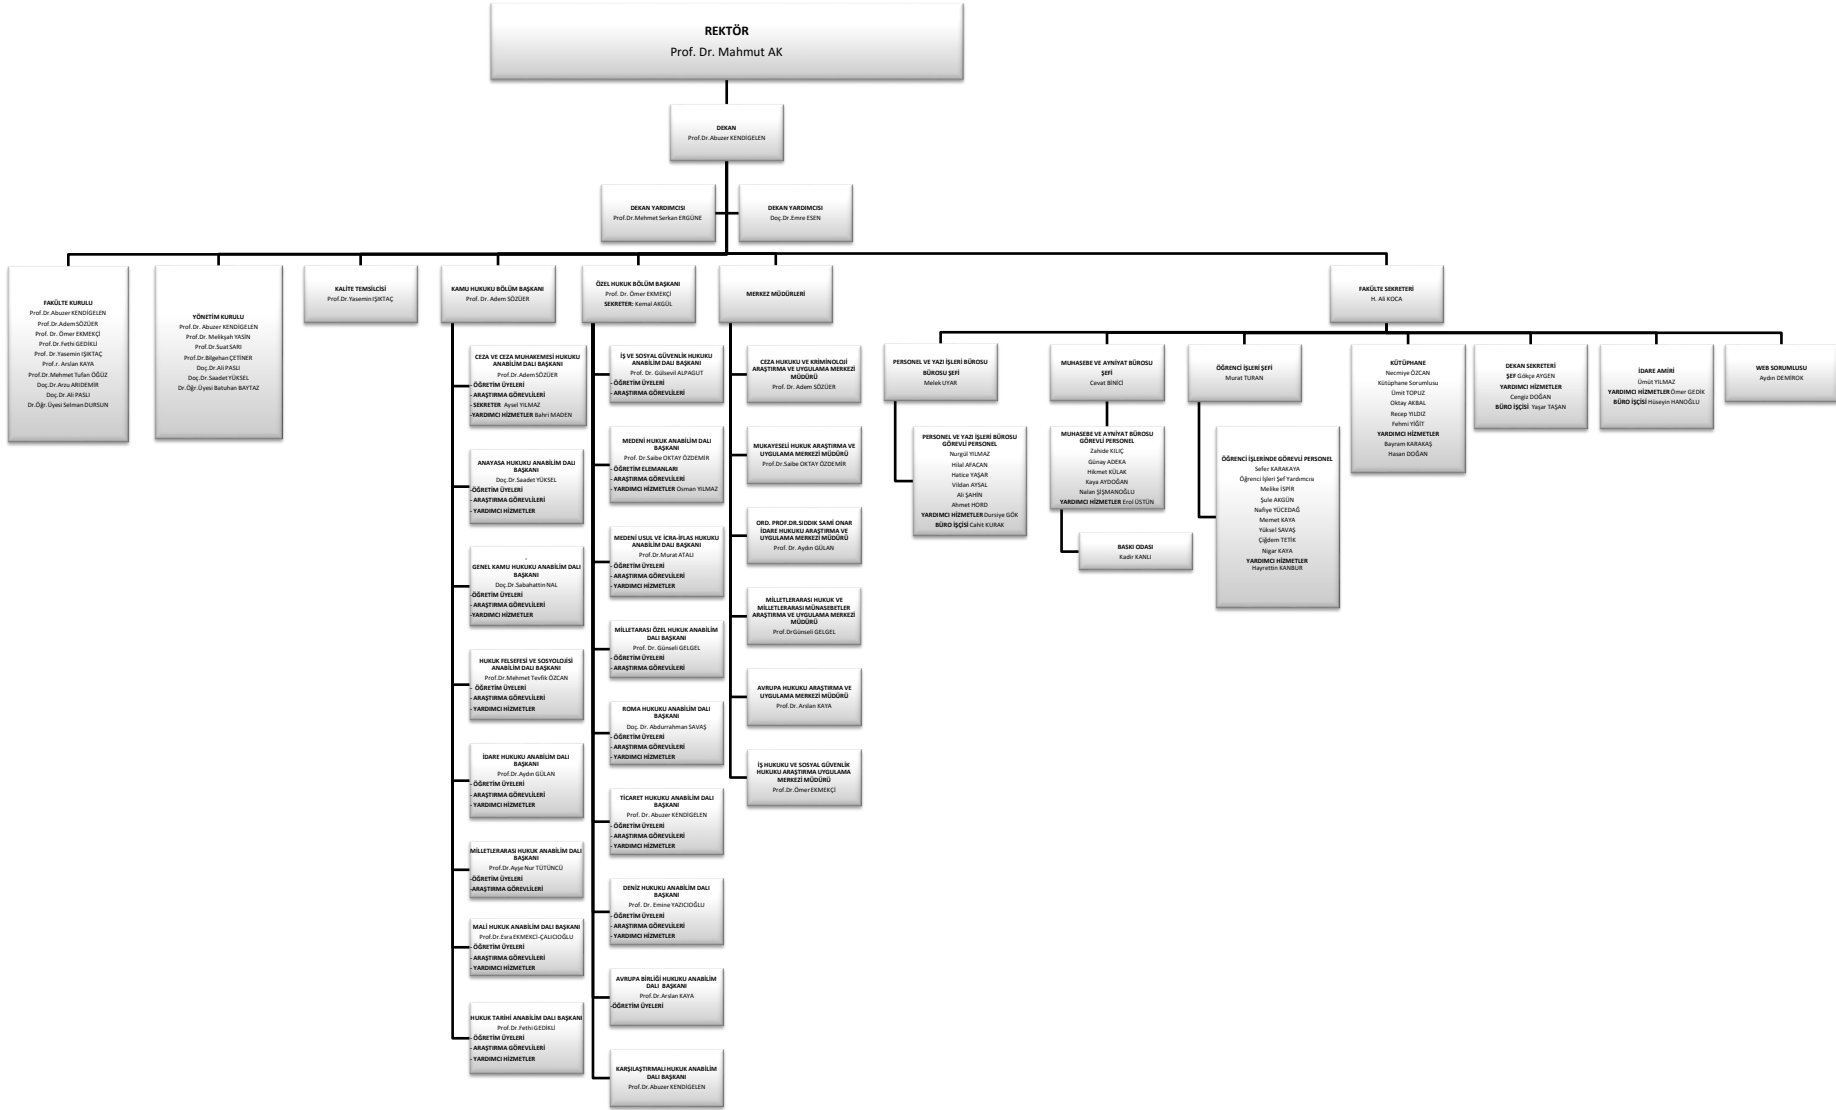 REKTÖR
Prof. Dr. Mahmut AK
DEKAN
Prof.Dr.Abuzer KENDİGELEN
DEKAN YARDIMCISI
Prof.Dr.Mehmet Serkan ERGÜNE
DEKAN YARDIMCISI
Doç.Dr.Emre ESEN
FAKÜLTE KURULU
Prof.Dr.Abuzer KENDİGELEN
Prof.Dr.Adem SÖZÜER
Prof. Dr. Ömer EKMEKÇİ
Prof.Dr.Fethi GEDİKLİ
Prof. Dr.Yasemin IŞIKTAÇ
Prof.r. Arslan KAYA
Prof.Dr.Mehmet Tufan ÖĞÜZ
Doç.Dr.Arzu ARIDEMİR
Doç.Dr.Ali PASLI
Dr.Öğr.Üyesi Selman DURSUN
YÖNETİM KURULU
Prof.Dr. Abuzer KENDİGELEN
Prof.Dr. Melikşah YASİN
Prof.Dr.Suat SARI
Prof.Dr.Bilgehan ÇETİNER
Doç.Dr.Ali PASLI
Doç.Dr.Saadet YÜKSEL
Dr.Öğr.Üyesi Batuhan BAYTAZ
KALİTE TEMSİLCİSİ
Prof.Dr.Yasemin IŞIKTAÇ
KAMU HUKUKU BÖLÜM BAŞKANI
Prof. Dr. Adem SÖZÜER
CEZA VE CEZA MUHAKEMESİ HUKUKU
ANABİLİM DALI BAŞKANI
Prof.Dr.Adem SÖZÜER
- ÖĞRETİM ÜYELERİ
- ARAŞTIRMA GÖREVLİLERİ
- SEKRETER Aysel YILMAZ
-YARDIMCI HİZMETLER Bahri MADEN
ANAYASA HUKUKU ANABİLİM DALI
BAŞKANI
Doç.Dr.Saadet YÜKSEL
-ÖĞRETİM ÜYELERİ
- ARAŞTIRMA GÖREVLİLERİ
- YARDIMCI HİZMETLER
.
GENEL KAMU HUKUKU ANABİLİM DALI
BAŞKANI
Doç.Dr.Sabahattin NAL
-ÖĞRETİM ÜYELERİ
- ARAŞTIRMA GÖREVLİLERİ
-YARDIMCI HİZMETLER
HUKUK FELSEFESİ VE SOSYOLOJİSİ
ANABİLİM DALI BAŞKANI
Prof.Dr.Mehmet Tevfik ÖZCAN
- ÖĞRETİM ÜYELERİ
- ARAŞTIRMA GÖREVLİLERİ
- YARDIMCI HİZMETLER
İDARE HUKUKU ANABİLİM DALI
BAŞKANI
Prof.Dr.Aydın GÜLAN
- ÖĞRETİM ÜYELERİ
- ARAŞTIRMA GÖREVLİLERİ
- YARDIMCI HİZMETLER
MİLLETLERARASI HUKUK ANABİLİM DALI
BAŞKANI
Prof.Dr.Ayşe Nur TÜTÜNCÜ
-ÖĞRETİM ÜYELERİ
-ARAŞTIRMA GÖREVLİLERİ
MALİ HUKUK ANABİLİM DALI BAŞKANI
Prof.Dr.Esra EKMEKCİ-ÇALICIOĞLU
- ÖĞRETİM ÜYELERİ
- ARAŞTIRMA GÖREVLİLERİ
- YARDIMCI HİZMETLER
HUKUK TARİHİ ANABİLİM DALI BAŞKANI
Prof.Dr.Fethi GEDİKLİ
- ÖĞRETİM ÜYELERİ
- ARAŞTIRMA GÖREVLİLERİ
- YARDIMCI HİZMETLER
ÖZEL HUKUK BÖLÜM BAŞKANI
Prof. Dr. Ömer EKMEKÇİ
SEKRETER: Kemal AKGÜL
İŞ VE SOSYAL GÜVENLİK HUKUKU
ANABİLİM DALI BAŞKANI
Prof. Dr. Gülsevil ALPAGUT
- ÖĞRETİM ÜYELERİ
- ARAŞTIRMA GÖREVLİLERİ
MEDENİ HUKUK ANABİLİM DALI
BAŞKANI
Prof. Dr.Saibe OKTAY ÖZDEMİR
- ÖĞRETİM ELEMANLARI
- ARAŞTIRMA GÖREVLİLERİ
- YARDIMCI HİZMETLER Osman YILMAZ
MEDENİ USUL VE İCRA-İFLAS HUKUKU
ANABİLİM DALI BAŞKANI
Prof.Dr.Murat ATALI
- ÖĞRETİM ÜYELERİ
- ARAŞTIRMA GÖREVLİLERİ
- YARDIMCI HİZMETLER
MİLLETARASI ÖZEL HUKUK ANABİLİM
DALI BAŞKANI
Prof. Dr. Günseli GELGEL
- ÖĞRETİM ÜYELERİ
- ARAŞTIRMA GÖREVLİLERİ
ROMA HUKUKU ANABİLİM DALI
BAŞKANI
Doç. Dr. Abdurrahman SAVAŞ
- ÖĞRETİM ÜYELERİ
- ARAŞTIRMA GÖREVLİLERİ
- YARDIMCI HİZMETLER
TİCARET HUKUKU ANABİLİM DALI
BAŞKANI
Prof. Dr. Abuzer KENDİGELEN
- ÖĞRETİM ÜYELERİ
- ARAŞTIRMA GÖREVLİLERİ
- YARDIMCI HİZMETLER
DENİZ HUKUKU ANABİLİM DALI
BAŞKANI
Prof. Dr. Emine YAZICIOĞLU
- ÖĞRETİM ÜYELERİ
- ARAŞTIRMA GÖREVLİLERİ
- YARDIMCI HİZMETLER
AVRUPA BİRLİĞİ HUKUKU ANABİLİM
DALI BAŞKANI
Prof.Dr.Arslan KAYA
-ÖĞRETİM ÜYELERİ
KARŞILAŞTIRMALI HUKUK ANABİLİM
DALI BAŞKANI
Prof.Dr.Abuzer KENDİGELEN
MERKEZ MÜDÜRLERİ
CEZA HUKUKU VE KRİMİNOLOJİ
ARAŞTIRMA VE UYGULAMA MERKEZİ
MÜDÜRÜ
Prof. Dr. Adem SÖZÜER
MUKAYESELİ HUKUK ARAŞTIRMA VE
UYGULAMA MERKEZİ MÜDÜRÜ
Prof.Dr.Saibe OKTAY ÖZDEMİR
ORD. PROF.DR.SIDDIK SAMİ ONAR
İDARE HUKUKU ARAŞTIRMA VE
UYGULAMA MERKEZİ MÜDÜRÜ
Prof. Dr. Aydın GÜLAN
MİLLETLERARASI HUKUK VE
MİLLETLERARASI MÜNASEBETLER
ARAŞTIRMA VE UYGULAMA MERKEZİ
MÜDÜRÜ
Prof.DrGünseli GELGEL
AVRUPA HUKUKU ARAŞTIRMA VE
UYGULAMA MERKEZİ MÜDÜRÜ
Prof.Dr. Arslan KAYA
İŞ HUKUKU VE SOSYAL GÜVENLİK
HUKUKU ARAŞTIRMA UYGULAMA
MERKEZİ MÜDÜRÜ
Prof.Dr.Ömer EKMEKÇİ
FAKÜLTE SEKRETERİ
H. Ali KOCA
PERSONEL VE YAZI İŞLERİ BÜROSU
BÜROSU ŞEFİ
Melek UYAR
PERSONEL VE YAZI İŞLERİ BÜROSU
GÖREVLİ PERSONEL
Nurgül YILMAZ
Hilal AFACAN
Hatice YAŞAR
Vildan AYSAL
Ali ŞAHİN
Ahmet HORD
YARDIMCI HİZMETLER Dursiye GÖK
BÜRO İŞÇİSİ Cahit KURAK
MUHASEBE VE AYNİYAT BÜROSU
ŞEFİ
Cevat BİNİCİ
MUHASEBE VE AYNİYAT BÜROSU
GÖREVLİ PERSONEL
Zahide KILIÇ
Günay ADEKA
Hikmet KÜLAK
Kaya AYDOĞAN
Nalan ŞİŞMANOĞLU
YARDIMCI HİZMETLER Erol ÜSTÜN
BASKI ODASI
Kadir KANLI
ÖĞRENCİ İŞLERİ ŞEFİ
Murat TURAN
ÖĞRENCİ İŞLERİNDE GÖREVLİ PERSONEL
Sefer KARAKAYA
Öğrenci İşleri Şef Yardımcısı
Melike İSPİR
Şule AKGÜN
Nafiye YÜCEDAĞ
Memet KAYA
Yüksel SAVAŞ
Çiğdem TETİK
Nigar KAYA
YARDIMCI HİZMETLER
Hayrettin KANBUR
KÜTÜPHANE
Necmiye ÖZCAN
Kütüphane Sorumlusu
Ümit TOPUZ
Oktay AKBAL
Recep YILDIZ
Fehmi YİĞİT
YARDIMCI HİZMETLER
Bayram KARAKAŞ
Hasan DOĞAN
DEKAN SEKRETERİ
ŞEF Gökçe AYGEN
YARDIMCI HİZMETLER
Cengiz DOĞAN
BÜRO İŞÇİSİ Yaşar TAŞAN
İDARE AMİRİ
Ümüt YILMAZ
YARDIMCI HİZMETLER Ömer GEDİK
BÜRO İŞÇİSİ Hüseyin HANOĞLU
WEB SORUMLUSU
Aydın DEMİROK